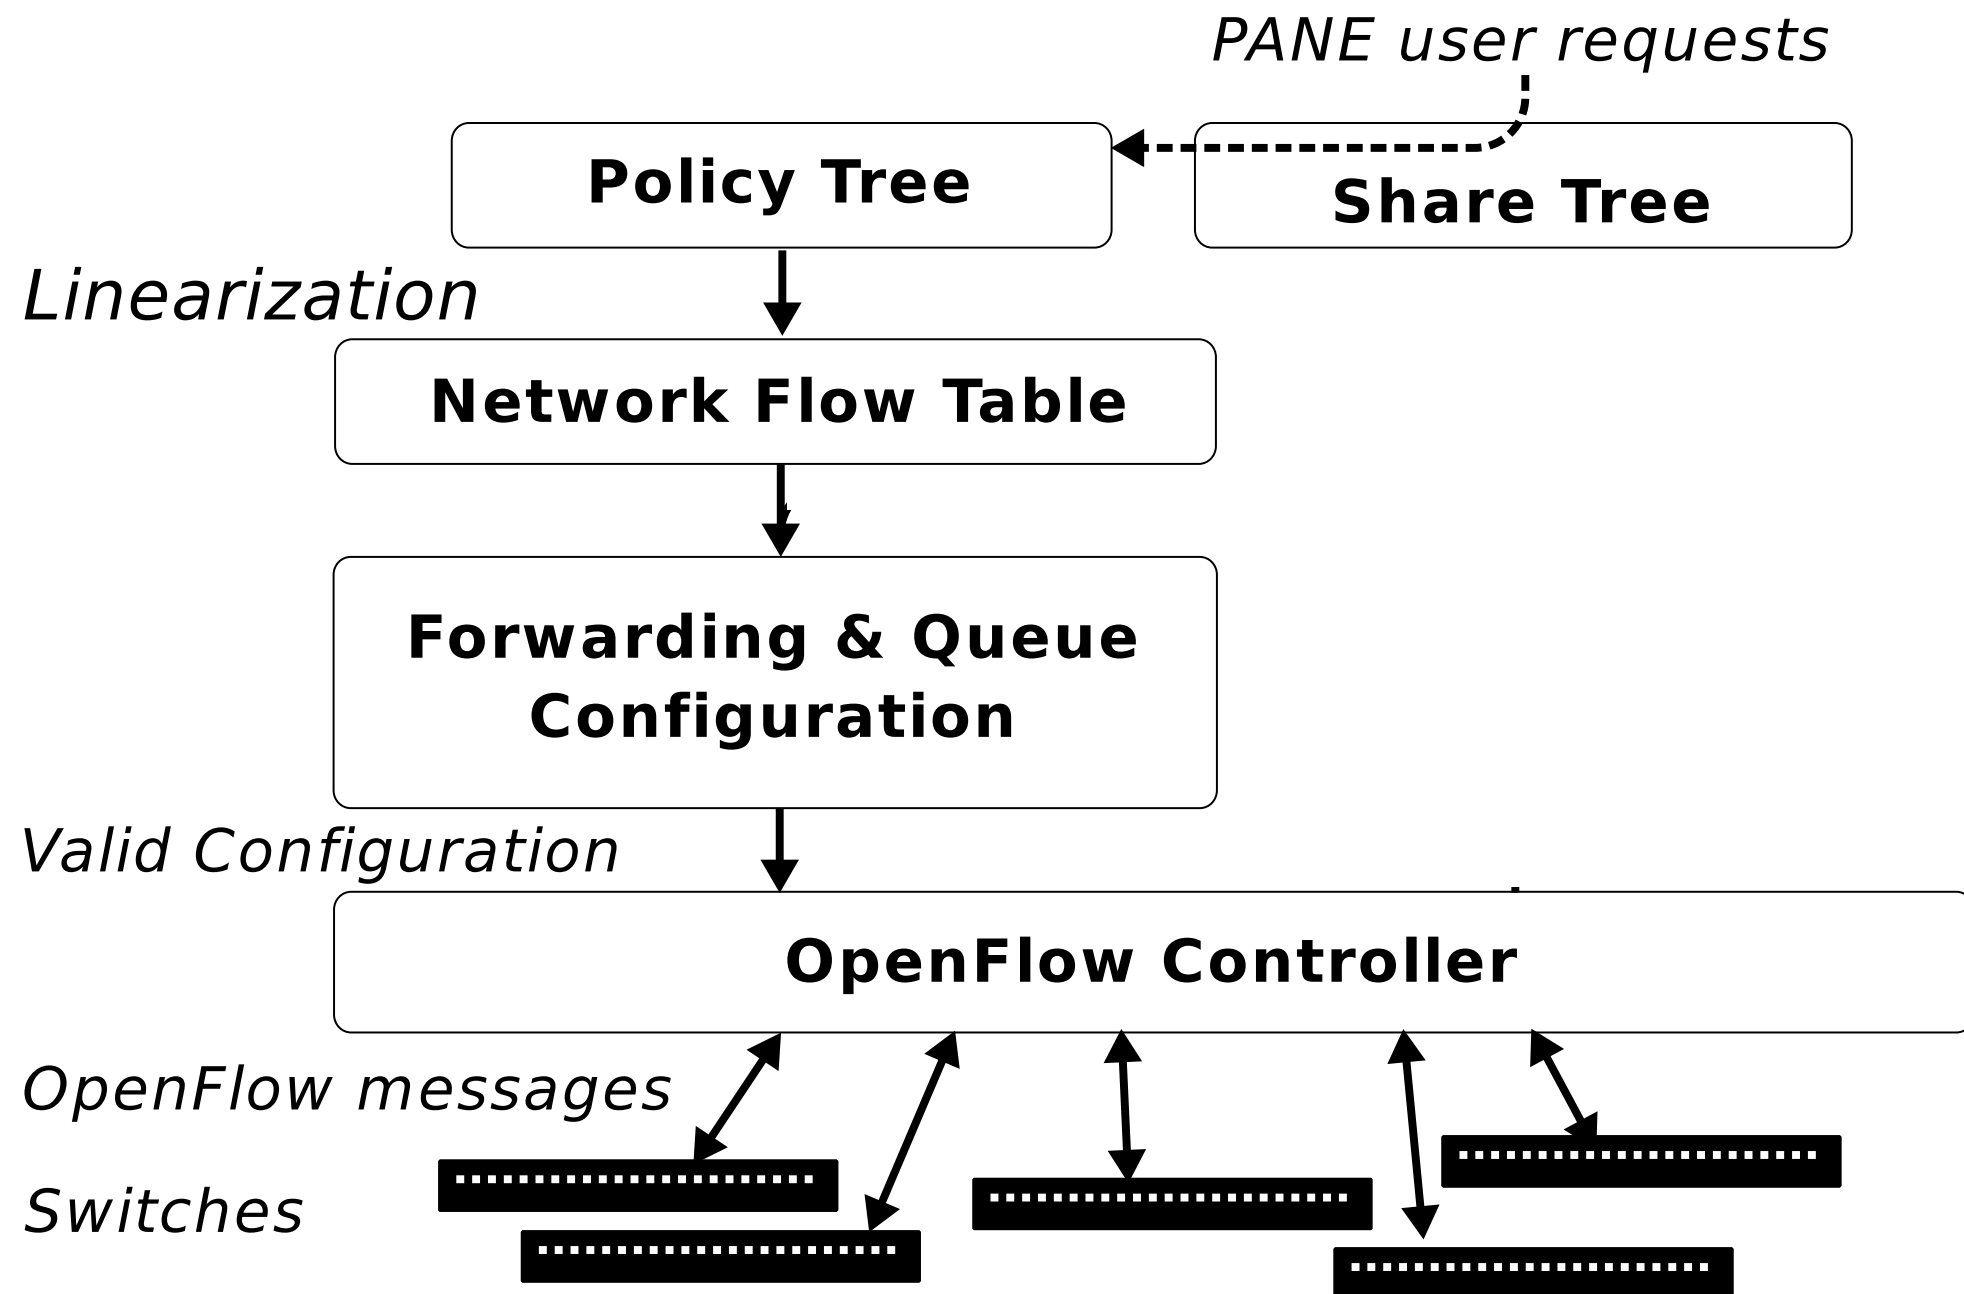 PANE user requests
Policy Tree
Share Tree
Linearization
Network Flow Table
Forwarding & Queue
Configuration
Valid Configuration
OpenFlow Controller
OpenFlow messages
Switches